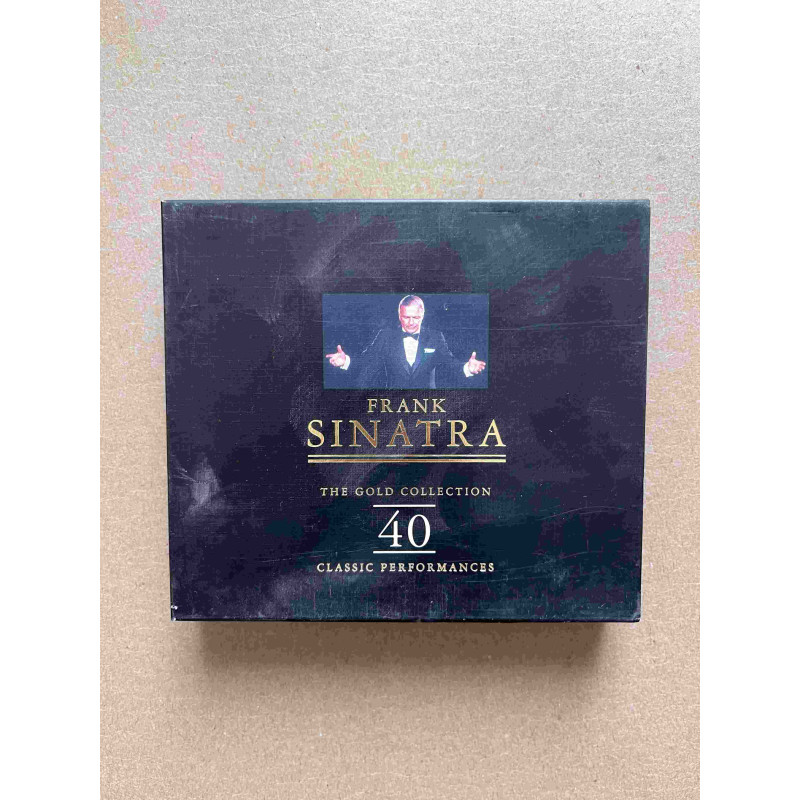 FRANK
SINATRA
THE GOLD COLLECTION
40
CLASSIC PERFORMANCES